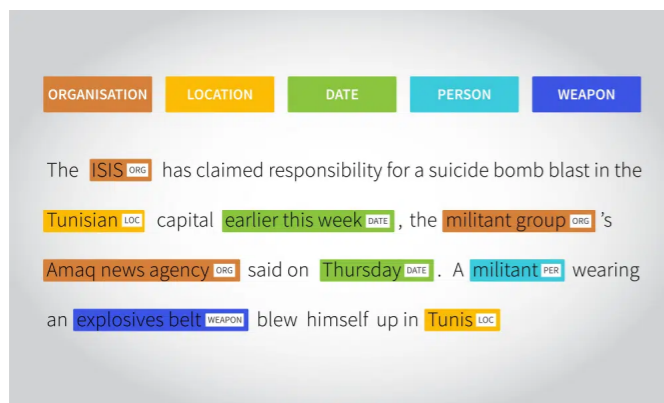 ORGANISATION LOCATION DATE PERSON WEAPON
The ISIS ORG has claimed responsibility for a suicide bomb blast in the
Tunisian LOC capital earlier this week DATE , the militant group ORG 's
Amaq news agency ORG said on Thursday DATE . A militant PER wearing
an explosives belt WEAPON blew himself up in Tunis LOC